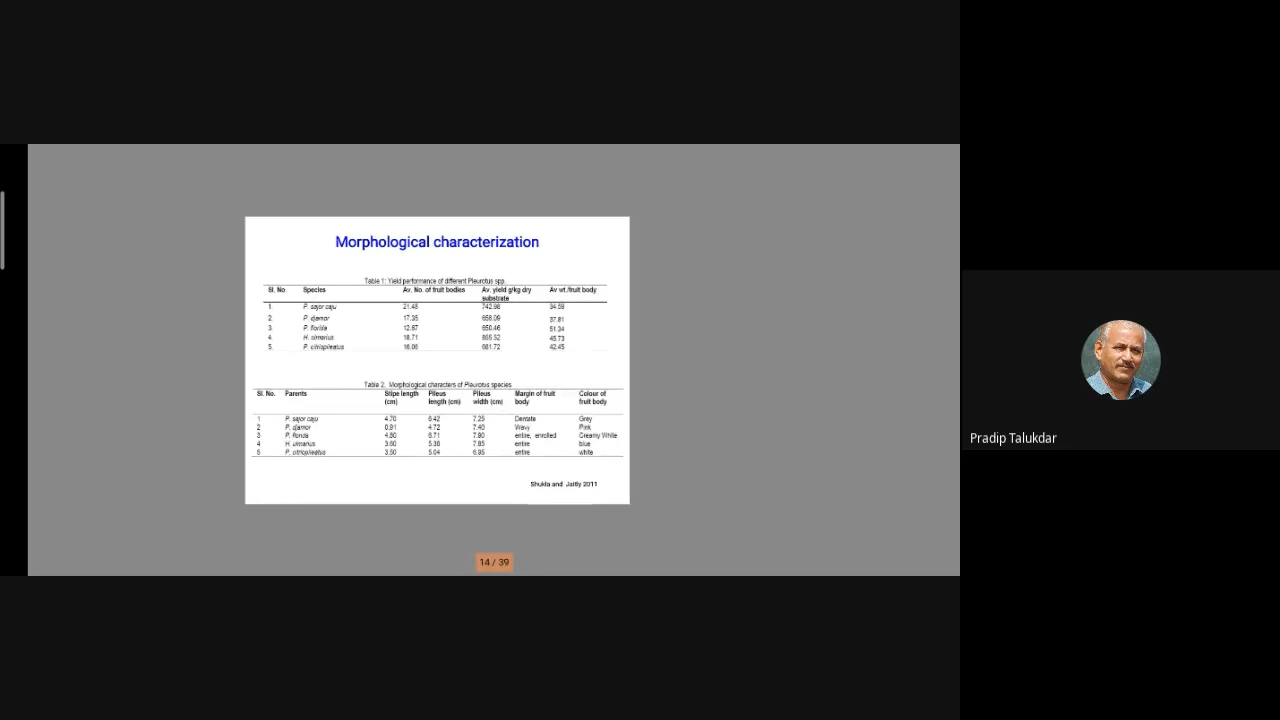 Morphological characterization
Table 1: Yield performance of different Pleurotus spp.
Sl. No. Species Av. No. of fruit bodies Av. yield g/kg dry substrate Av wt./fruit body
1. P. sajor caju 21.48 742.98 34.59
2. P. djamor 17.35 658.09 37.81
3. P. florida 12.67 650.46 51.34
4. H. ulmarius 18.71 855.52 45.73
5. P. citriopileatus 16.06 681.72 42.45
Table 2. Morphological characters of Pleurotus species
Sl. No. Parents Stipe length (cm) Pileus length (cm) Pileus width (cm) Margin of fruit body Colour of fruit body
1 P. sajor caju 4.70 6.42 7.25 Dentate Grey
2 P. djamor 0.91 4.72 7.40 Wavy Pink
3 P. florida 4.80 6.71 7.90 entire, enrolled Creamy White
4 H. ulmarius 3.60 5.38 7.85 entire blue
5 P. citriopileatus 3.50 5.04 6.95 entire white
Shukla and Jaitly 2011
14 / 39
Pradip Talukdar